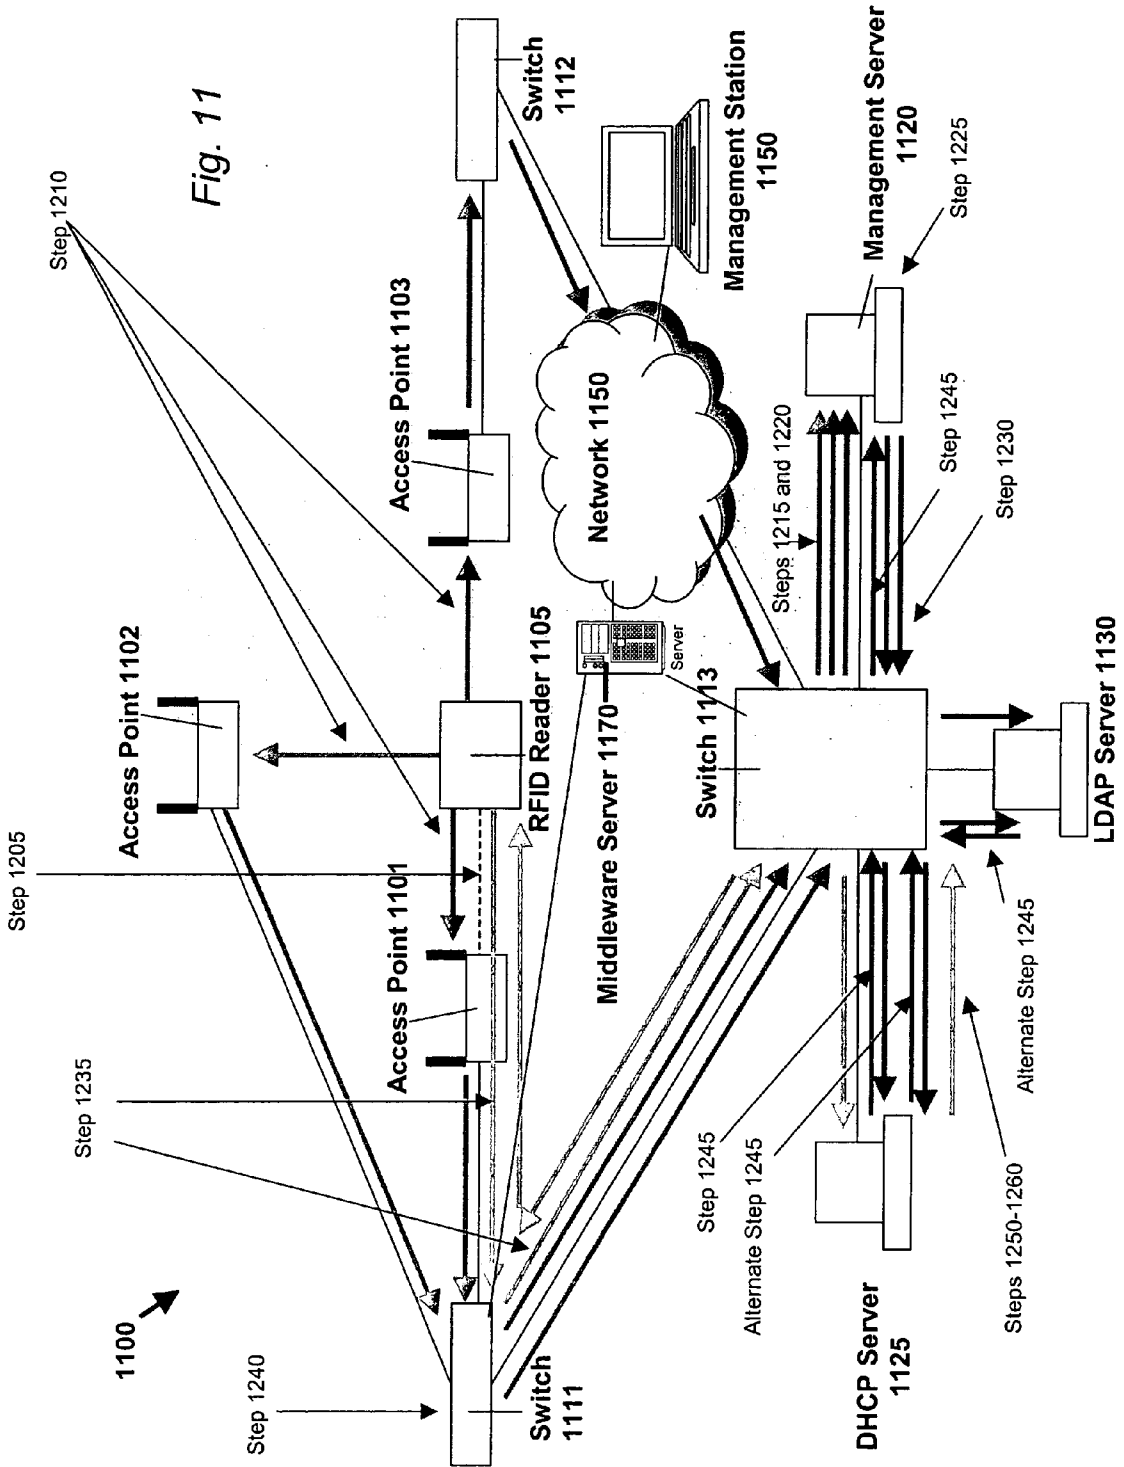 Fig. 11
1100
Step 1240
Step 1235
Step 1205
Step 1210
Switch
1111
Access Point 1101
Access Point 1102
RFID Reader 1105
Access Point 1103
Switch
1112
Middleware Server 1170
Server
Network 1150
Management Station
1150
Switch 1113
Steps 1215 and 1220
Management Server
1120
Step 1225
Step 1245
Step 1230
Step 1245
Alternate Step 1245
DHCP Server
1125
Steps 1250-1260
Alternate Step 1245
LDAP Server 1130